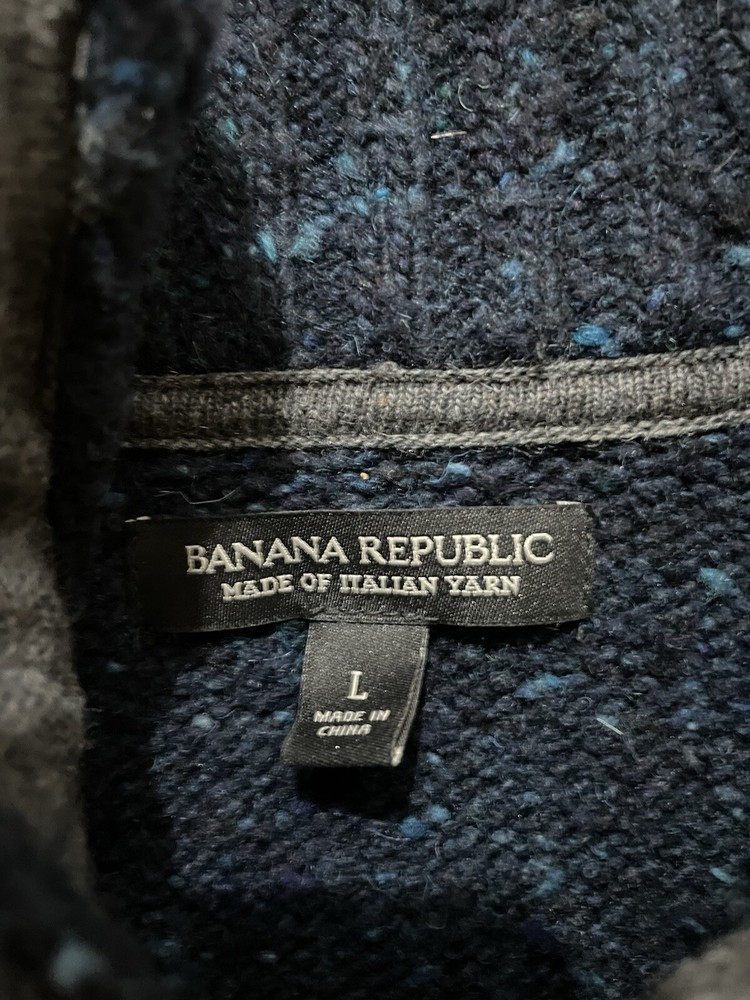 BANANA REPUBLIC
MADE OF ITALIAN YARN
L
MADE IN
CHINA